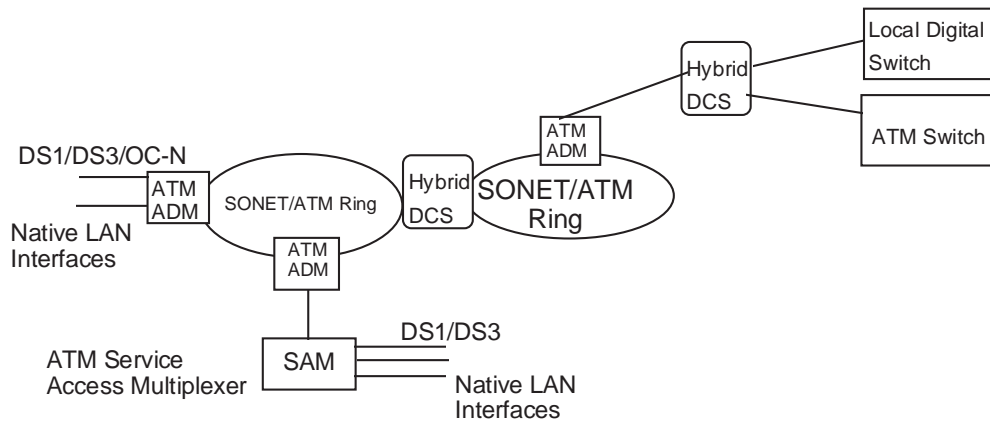 Local Digital
Switch
Hybrid
DCS
ATM Switch
ATM
ADM
DS1/DS3/OC-N
ATM
ADM
Native LAN
Interfaces
SONET/ATM Ring
Hybrid
DCS
SONET/ATM
Ring
ATM
ADM
DS1/DS3
SAM
ATM Service
Access Multiplexer
Native LAN
Interfaces